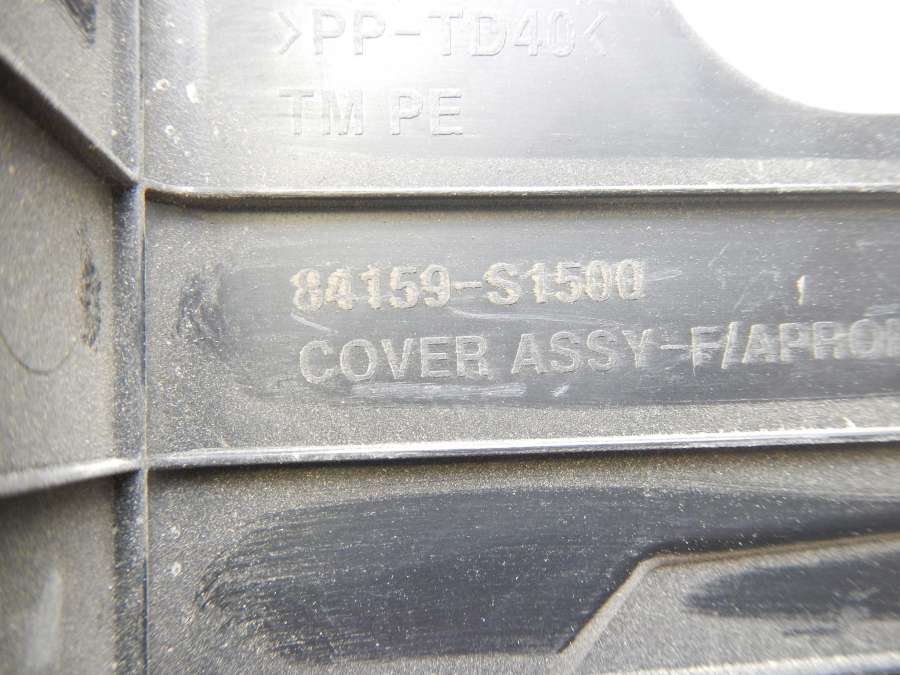 >PP-TD40<
TM PE
84159-S1500
COVER ASSY-F/APRON